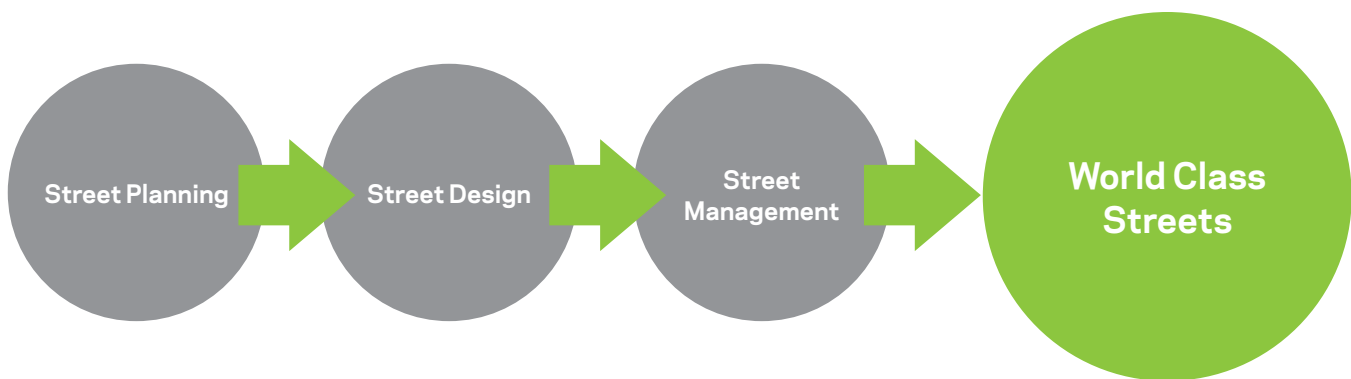 Street Planning
Street Design
Street
Management
World Class
Streets